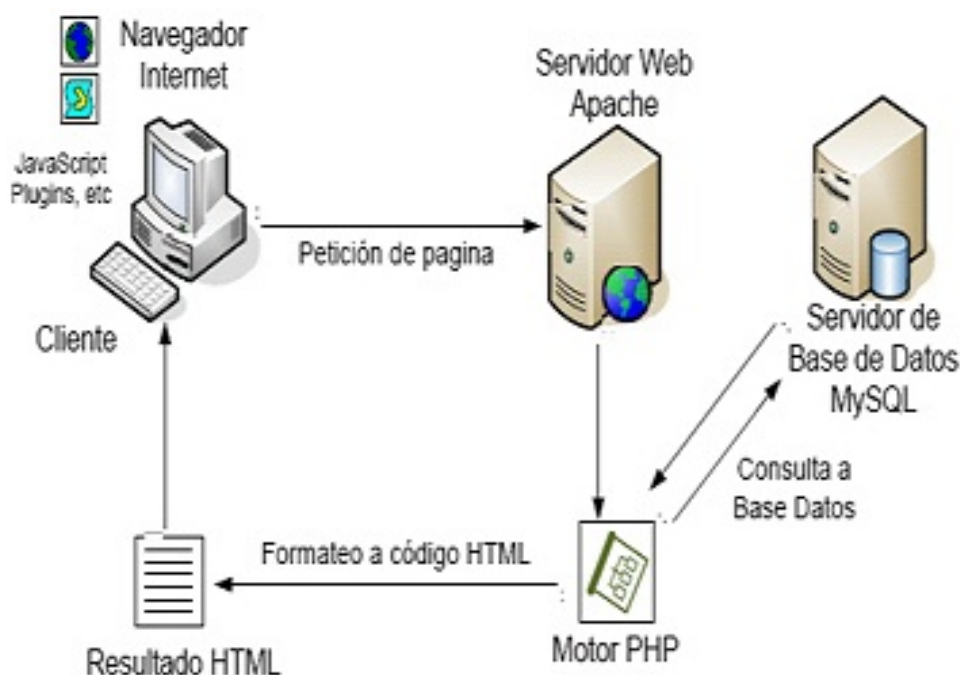 Navegador
Internet
JavaScript
Plugins, etc
Cliente
Petición de pagina
Servidor Web
Apache
Servidor de
Base de Datos
MySQL
Consulta a
Base Datos
Formateo a código HTML
Motor PHP
Resultado HTML